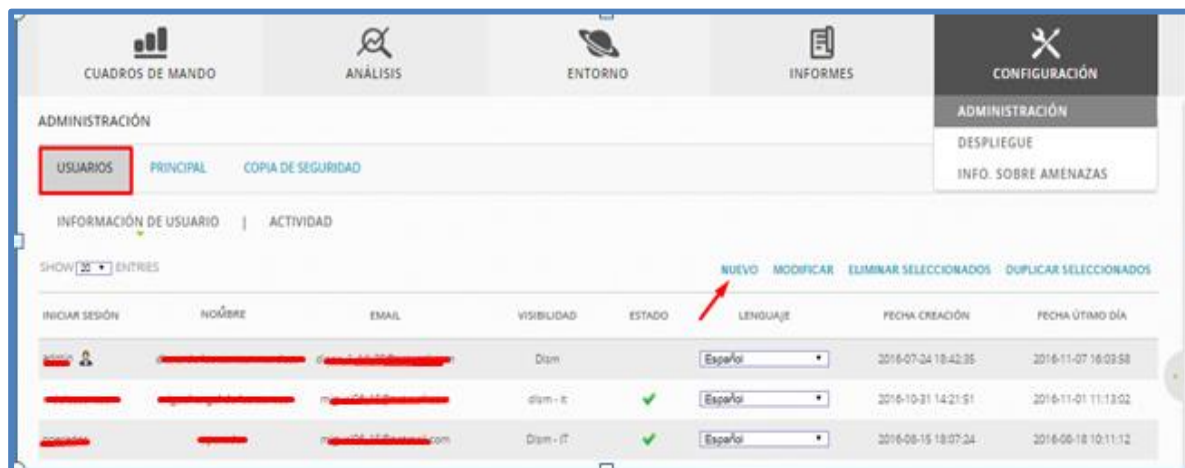 CUADROS DE MANDO ANÁLISIS ENTORNO INFORMES CONFIGURACIÓN
ADMINISTRACIÓN
DESPLIEGUE
INFO. SOBRE AMENAZAS
ADMINISTRACIÓN
USUARIOS PRINCIPAL COPIA DE SEGURIDAD
INFORMACIÓN DE USUARIO | ACTIVIDAD
SHOW 20 ENTRIES NUEVO MODIFICAR ELIMINAR SELECCIONADOS DUPLICAR SELECCIONADOS
INICIAR SESIÓN NOMBRE EMAIL VISIBILIDAD ESTADO LENGUAJE FECHA CREACIÓN FECHA ÚTIMO DÍA
admin Dism Español 2016-07-24 18:42:35 2016-11-07 16:03:58
dism - it Español 2016-10-31 14:21:51 2016-11-01 11:13:02
.com Dism - IT Español 2016-08-15 18:07:24 2016-08-18 10:11:12